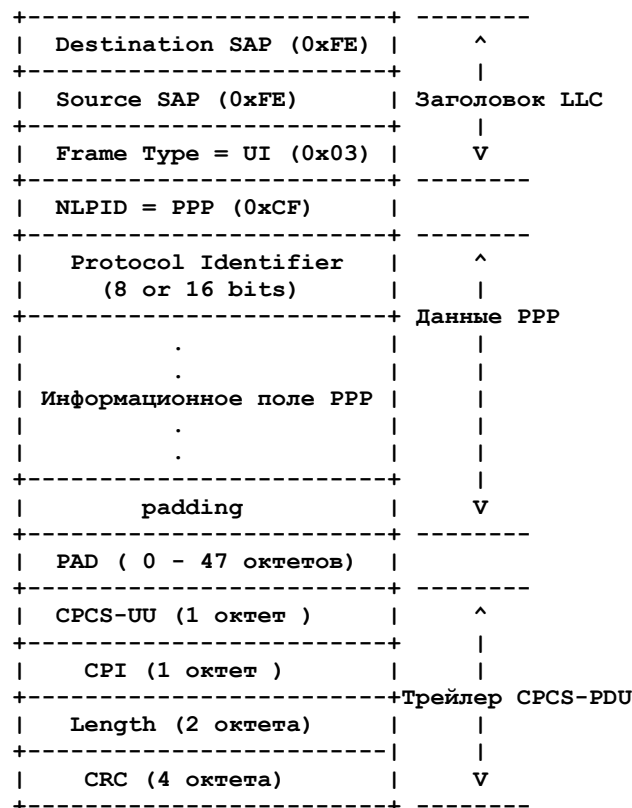 +-------------------------+ --------
|  Destination SAP (0xFE) |     ^
+-------------------------+     |
|  Source SAP (0xFE)      | Заголовок LLC
+-------------------------+     |
|  Frame Type = UI (0x03) |     V
+-------------------------+ --------
|  NLPID = PPP (0xCF)     |
+-------------------------+ --------
|   Protocol Identifier   |     ^
|     (8 or 16 bits)      |     |
+-------------------------+ Данные PPP
|          .              |     |
|          .              |     |
| Информационное поле PPP |     |
|          .              |     |
|          .              |     |
+-------------------------+     |
|        padding          |     V
+-------------------------+ --------
|  PAD ( 0 - 47 октетов)  |
+-------------------------+ --------
|  CPCS-UU (1 октет )     |     ^
+-------------------------+     |
|    CPI (1 октет )       |     |
+-------------------------+Трейлер CPCS-PDU
|   Length (2 октета)     |     |
+-------------------------|     |
|    CRC (4 октета)       |     V
+-------------------------+ --------